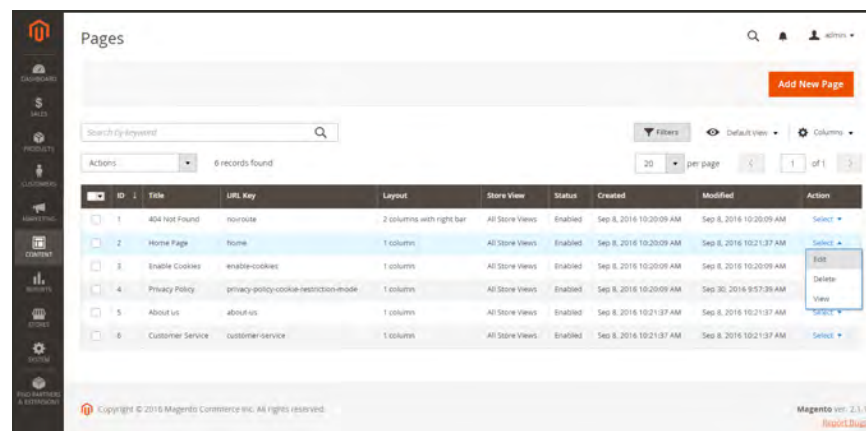 Pages
admin
DASHBOARD
SALES
PRODUCTS
CUSTOMERS
MARKETING
CONTENT
REPORTS
STORES
SYSTEM
FIND PARTNERS
& EXTENSIONS
Add New Page
Search by keyword
Filters Default View Columns
Actions 6 records found 20 per page 1 of 1
ID Title URL Key Layout Store View Status Created Modified Action
1 404 Not Found no-route 2 columns with right bar All Store Views Enabled Sep 8, 2016 10:20:09 AM Sep 8, 2016 10:20:09 AM Select
2 Home Page home 1 column All Store Views Enabled Sep 8, 2016 10:20:09 AM Sep 8, 2016 10:21:37 AM Select
3 Enable Cookies enable-cookies 1 column All Store Views Enabled Sep 8, 2016 10:20:09 AM Sep 8, 2016 10:20:09 AM
Edit
4 Privacy Policy privacy-policy-cookie-restriction-mode 1 column All Store Views Enabled Sep 8, 2016 10:20:09 AM Sep 30, 2016 9:57:39 AM
Delete
View
5 About us about-us 1 column All Store Views Enabled Sep 8, 2016 10:21:37 AM Sep 8, 2016 10:21:37 AM Select
6 Customer Service customer-service 1 column All Store Views Enabled Sep 8, 2016 10:21:37 AM Sep 8, 2016 10:21:37 AM Select
Copyright © 2016 Magento Commerce Inc. All rights reserved.
Magento ver. 2.1.1
Report Bugs